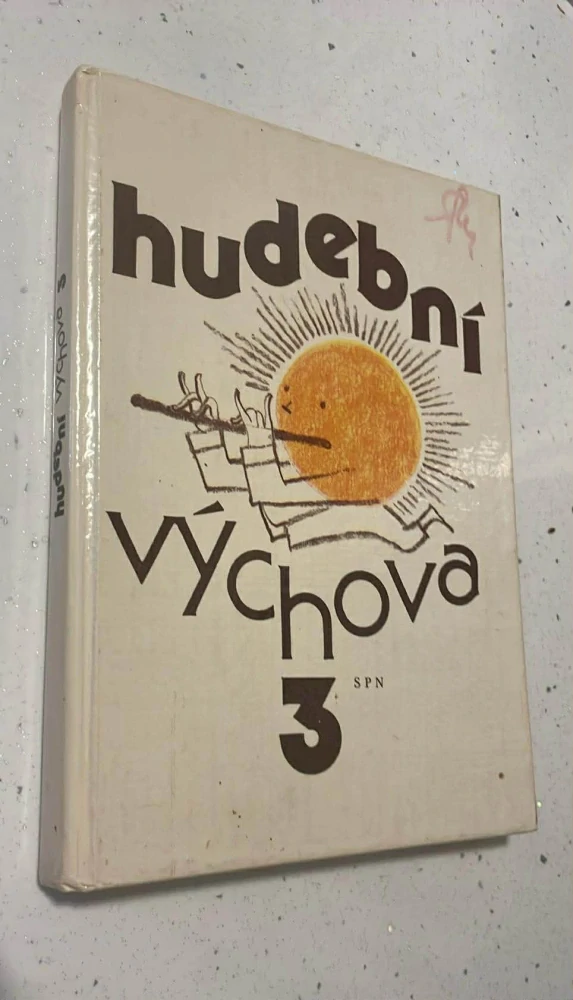 hudební
výchova
3
SPN
hudební výchova 3